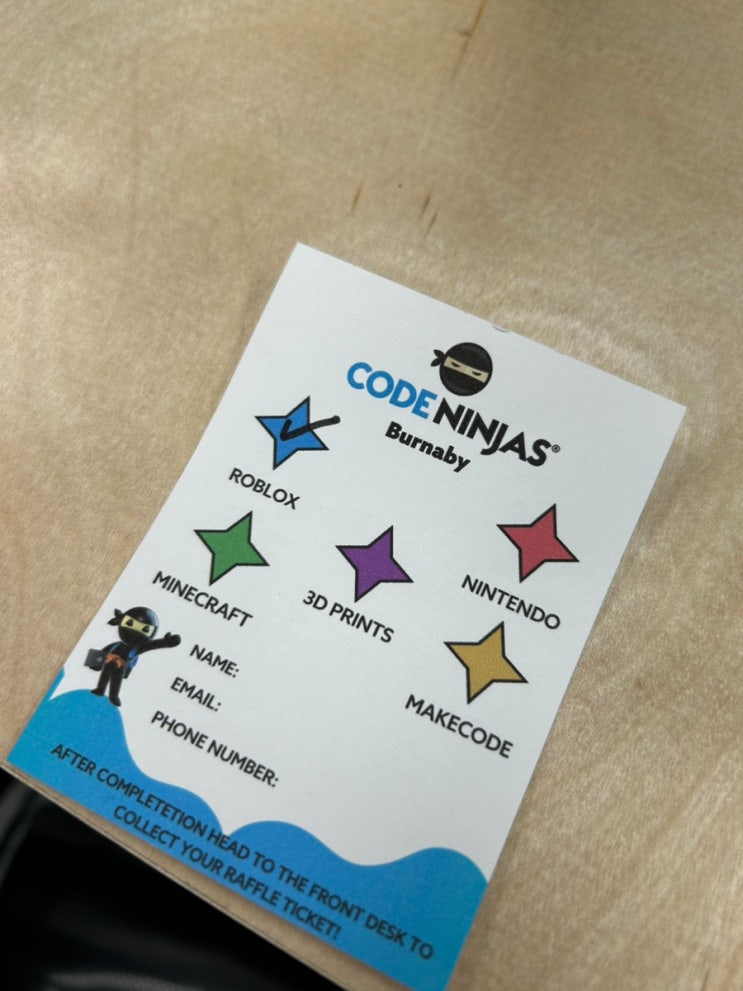 CODE NINJAS®
Burnaby
ROBLOX
MINECRAFT
3D PRINTS
NINTENDO
MAKECODE
NAME:
EMAIL:
PHONE NUMBER:
AFTER COMPLETETION HEAD TO THE FRONT DESK TO
COLLECT YOUR RAFFLE TICKET!